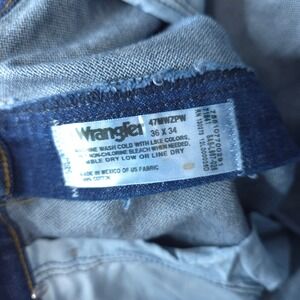 Wrangler 47MWZPW
36 X 34
MACHINE WASH COLD WITH LIKE COLORS,
NON-CHLORINE BLEACH WHEN NEEDED,
TUMBLE DRY LOW OR LINE DRY
MADE IN MEXICO OF US FABRIC
100% COTTON